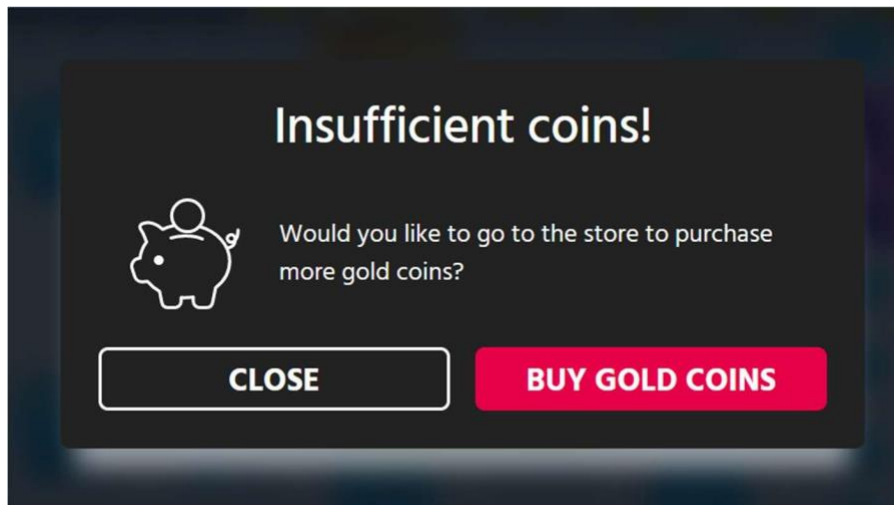 Insufficient coins!
Would you like to go to the store to purchase
more gold coins?
CLOSE
BUY GOLD COINS